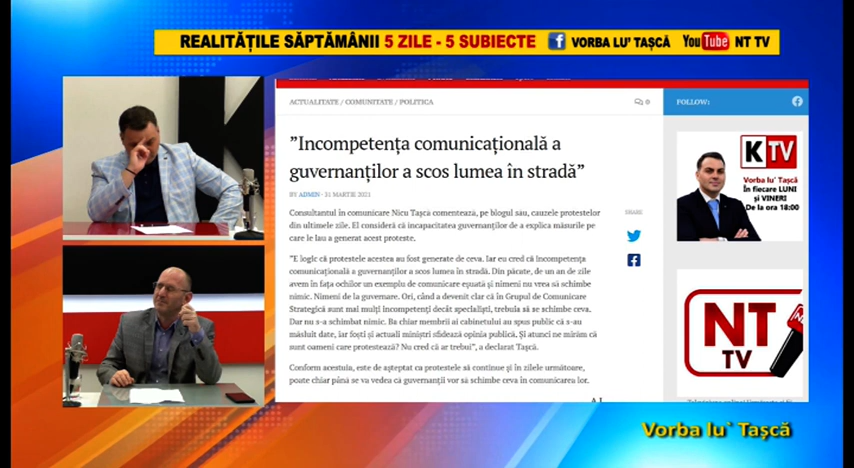 REALITĂȚILE SĂPTĂMÂNII 5 ZILE - 5 SUBIECTE f VORBA LU' TAȘCĂ YouTube NT TV
ACTUALITATE / COMUNITATE / POLITICA
0
FOLLOW:
”Incompetența comunicațională a
guvernanților a scos lumea în stradă”
BY ADMIN · 31 MARTIE 2021
SHARE
Consultantul în comunicare Nicu Tașca comentează, pe blogul său, cauzele protestelor
din ultimele zile. El consideră că incapacitatea guvernanților de a explica măsurile pe
care le iau a generat acest proteste.
”E logic că protestele acestea au fost generate de ceva. Iar eu cred că incompetența
comunicațională a guvernanților a scos lumea în stradă. Din păcate, de un an de zile
avem în fața ochilor un exemplu de comunicare eșuată și nimeni nu vrea să schimbe
nimic. Nimeni de la guvernare. Ori, când a devenit clar că în Grupul de Comunicare
Strategică sunt mai mulți incompetenți decât specialiști, trebuia să se schimbe ceva.
Dar nu s-a schimbat nimic. Ba chiar membrii ai cabinetului au spus public că s-au
măsluit date, iar foști și actuali miniștri sfidează opinia publică. Și atunci ne mirăm că
sunt oameni care protestează? Nu cred că ar trebui”, a declarat Tașcă.
Conform acestuia, este de așteptat ca protestele să continue și în zilele următoare,
poate chiar până se va vedea că guvernanții vor să schimbe ceva în comunicarea lor.
K TV
Vorba lu' Tașcă
În fiecare LUNI
și
VINERI
De la ora 18:00
NT
TV
Vorba lu' Tașcă